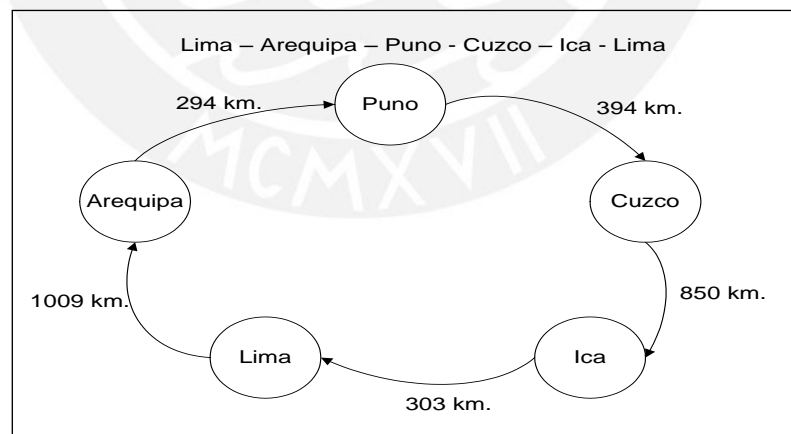 Lima – Arequipa – Puno - Cuzco – Ica - Lima
294 km.
Puno
394 km.
Arequipa
Cuzco
1009 km.
850 km.
Lima
Ica
303 km.
MCMXVII